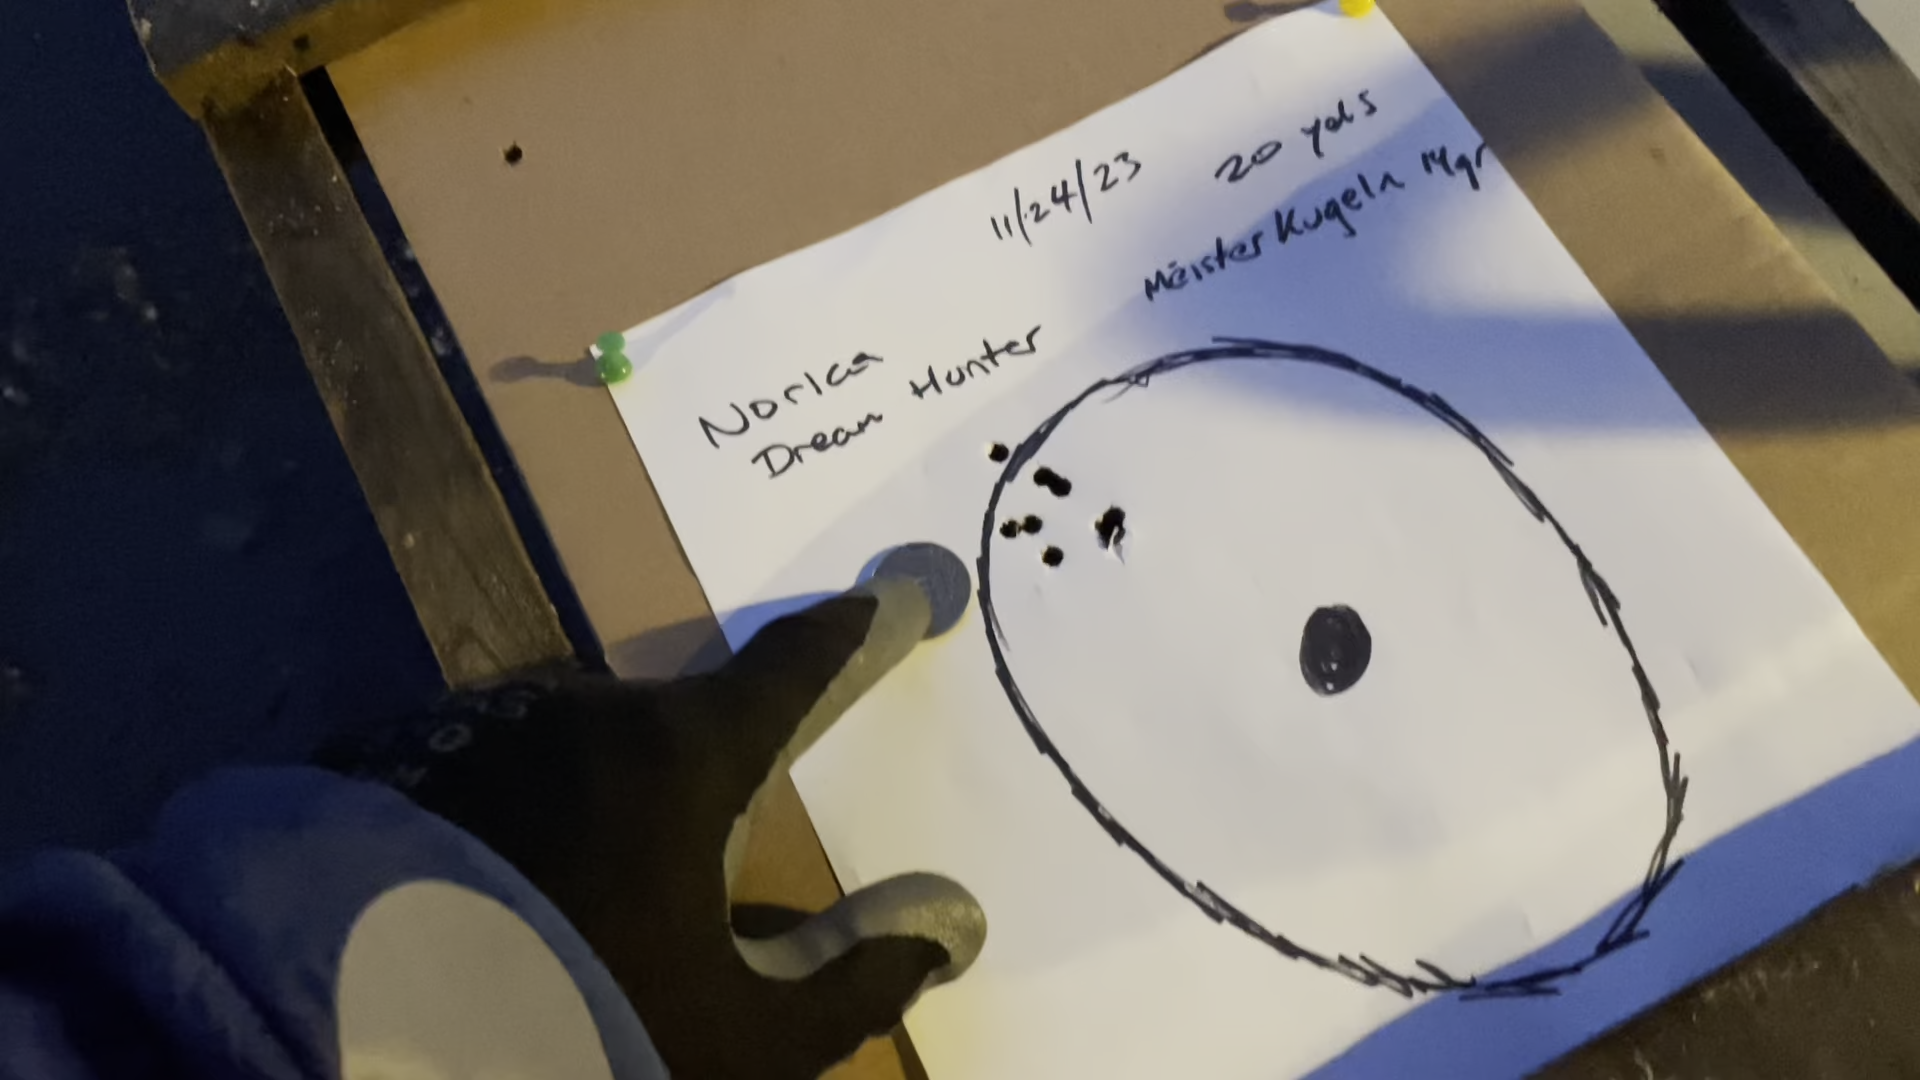 11/24/23 20 yds
Meister Kugeln 14gr
Norica
Dream Hunter